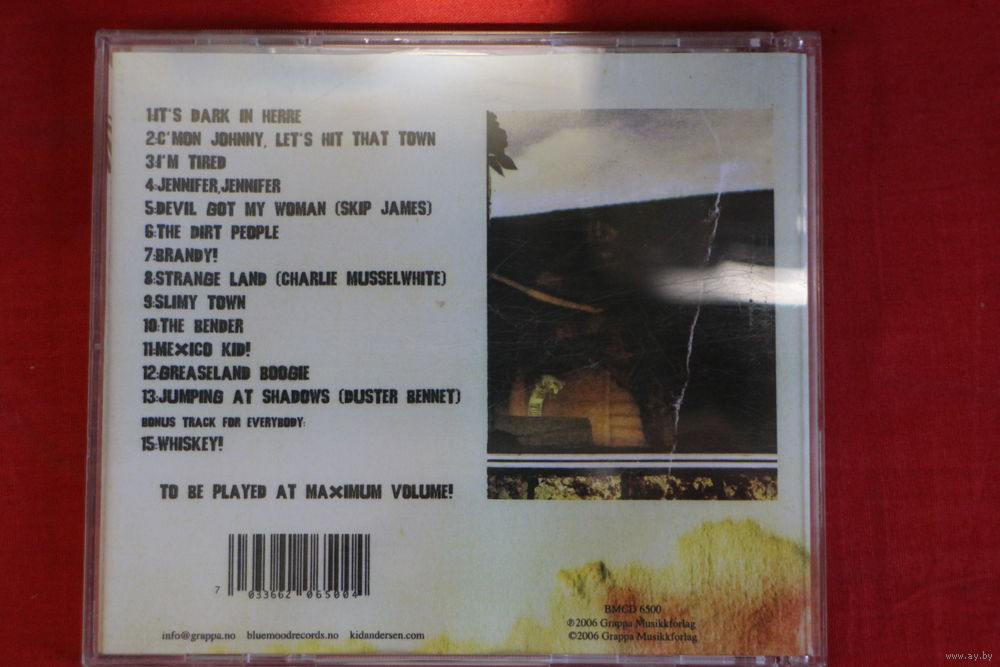 1:IT'S DARK IN HERRE
2:C'MON JOHNNY, LET'S HIT THAT TOWN
3:I'M TIRED
4:JENNIFER,JENNIFER
5:DEVIL GOT MY WOMAN (SKIP JAMES)
6:THE DIRT PEOPLE
7:BRANDY!
8:STRANGE LAND (CHARLIE MUSSELWHITE)
9:SLIMY TOWN
10:THE BENDER
11:MEXICO KID!
12:GREASELAND BOOGIE
13:JUMPING AT SHADOWS (DUSTER BENNET)
BONUS TRACK FOR EVERYBODY:
15:WHISKEY!
TO BE PLAYED AT MAXIMUM VOLUME!
7 033662 065004
info@grappa.no bluemoodrecords.no kidandersen.com
BMCD 6500
℗2006 Grappa Musikkforlag
©2006 Grappa Musikkforlag
www.ay.by